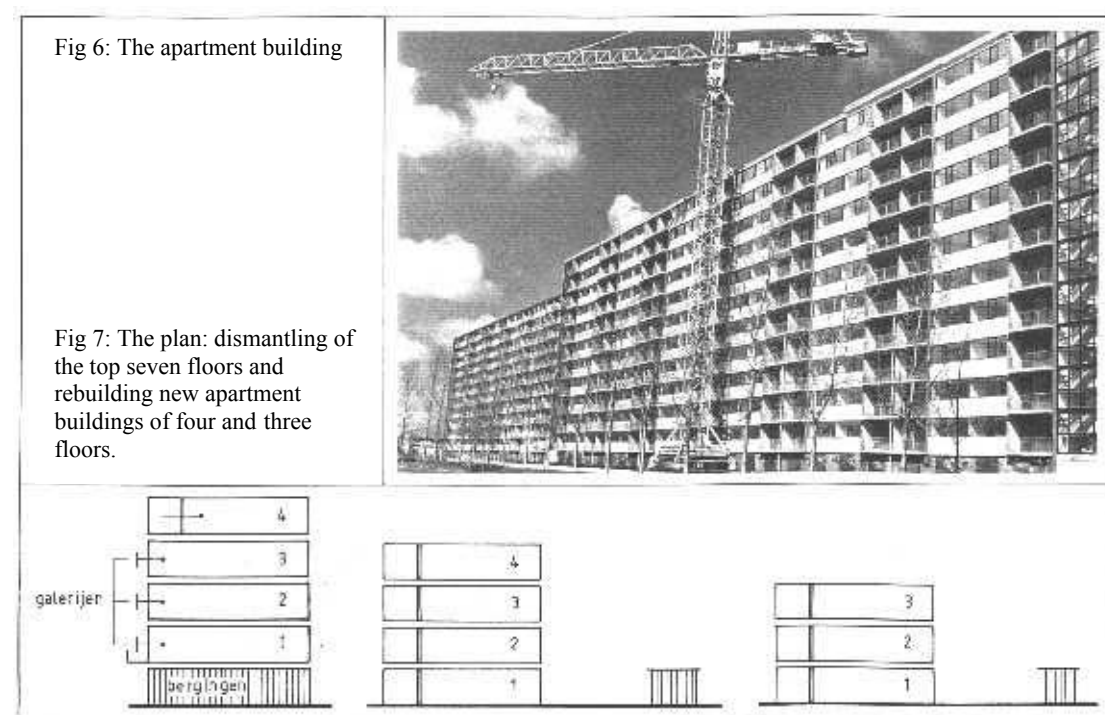 Fig 6: The apartment building
Fig 7: The plan: dismantling of
the top seven floors and
rebuilding new apartment
buildings of four and three
floors.
4
3
galerijen
2
1
bergingen
4
3
2
1
3
2
1